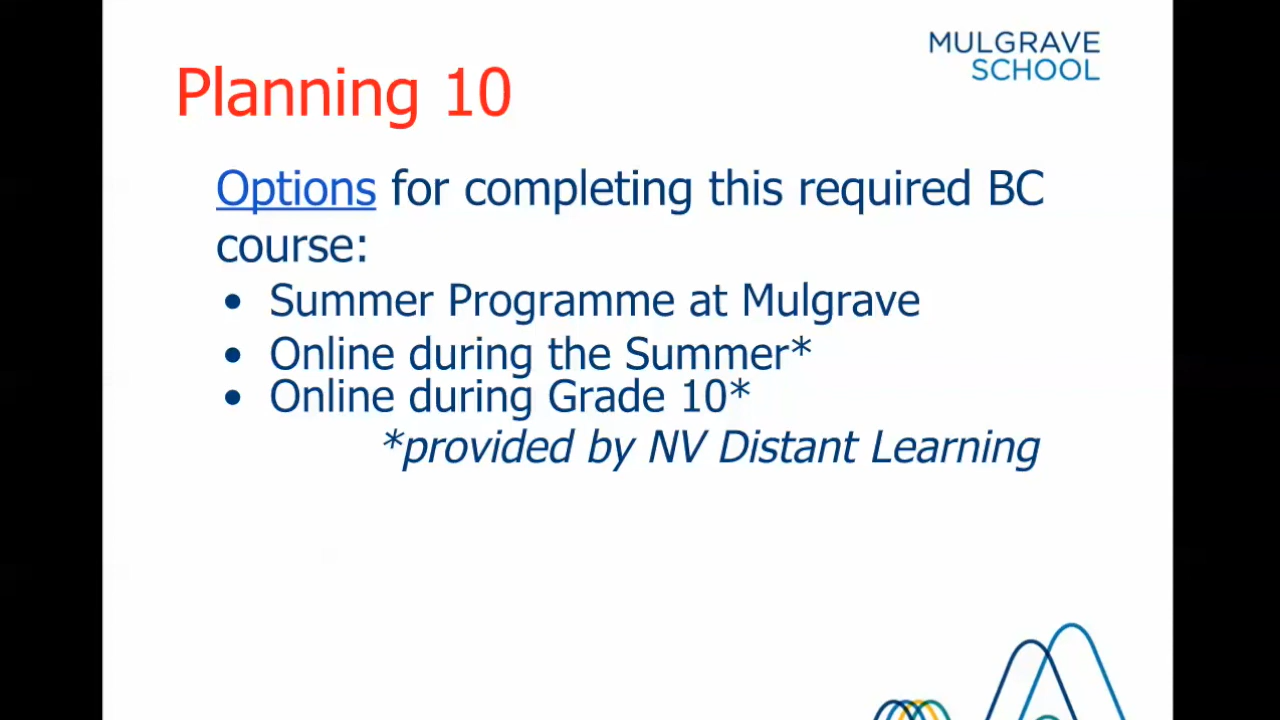 MULGRAVE
SCHOOL
Planning 10
Options for completing this required BC
course:
• Summer Programme at Mulgrave
• Online during the Summer*
• Online during Grade 10*
*provided by NV Distant Learning